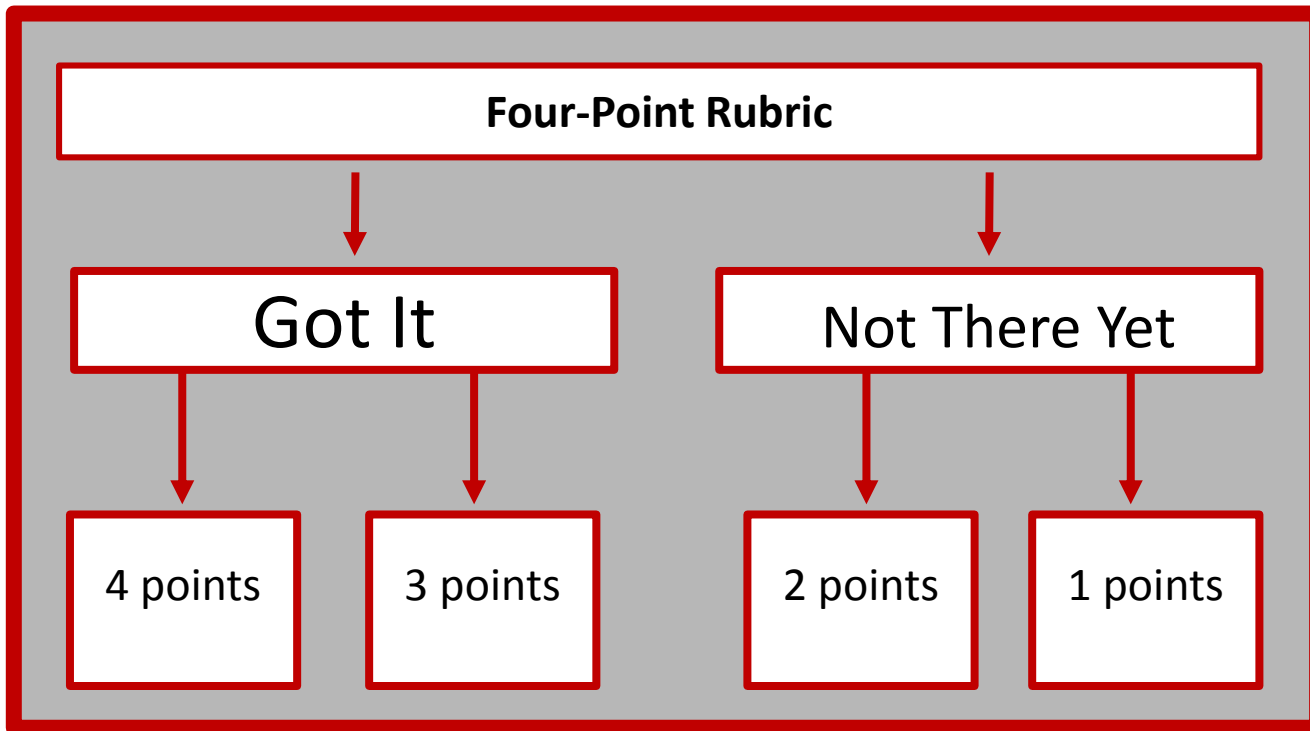 Four-Point Rubric
Got It
Not There Yet
4 points
3 points
2 points
1 points